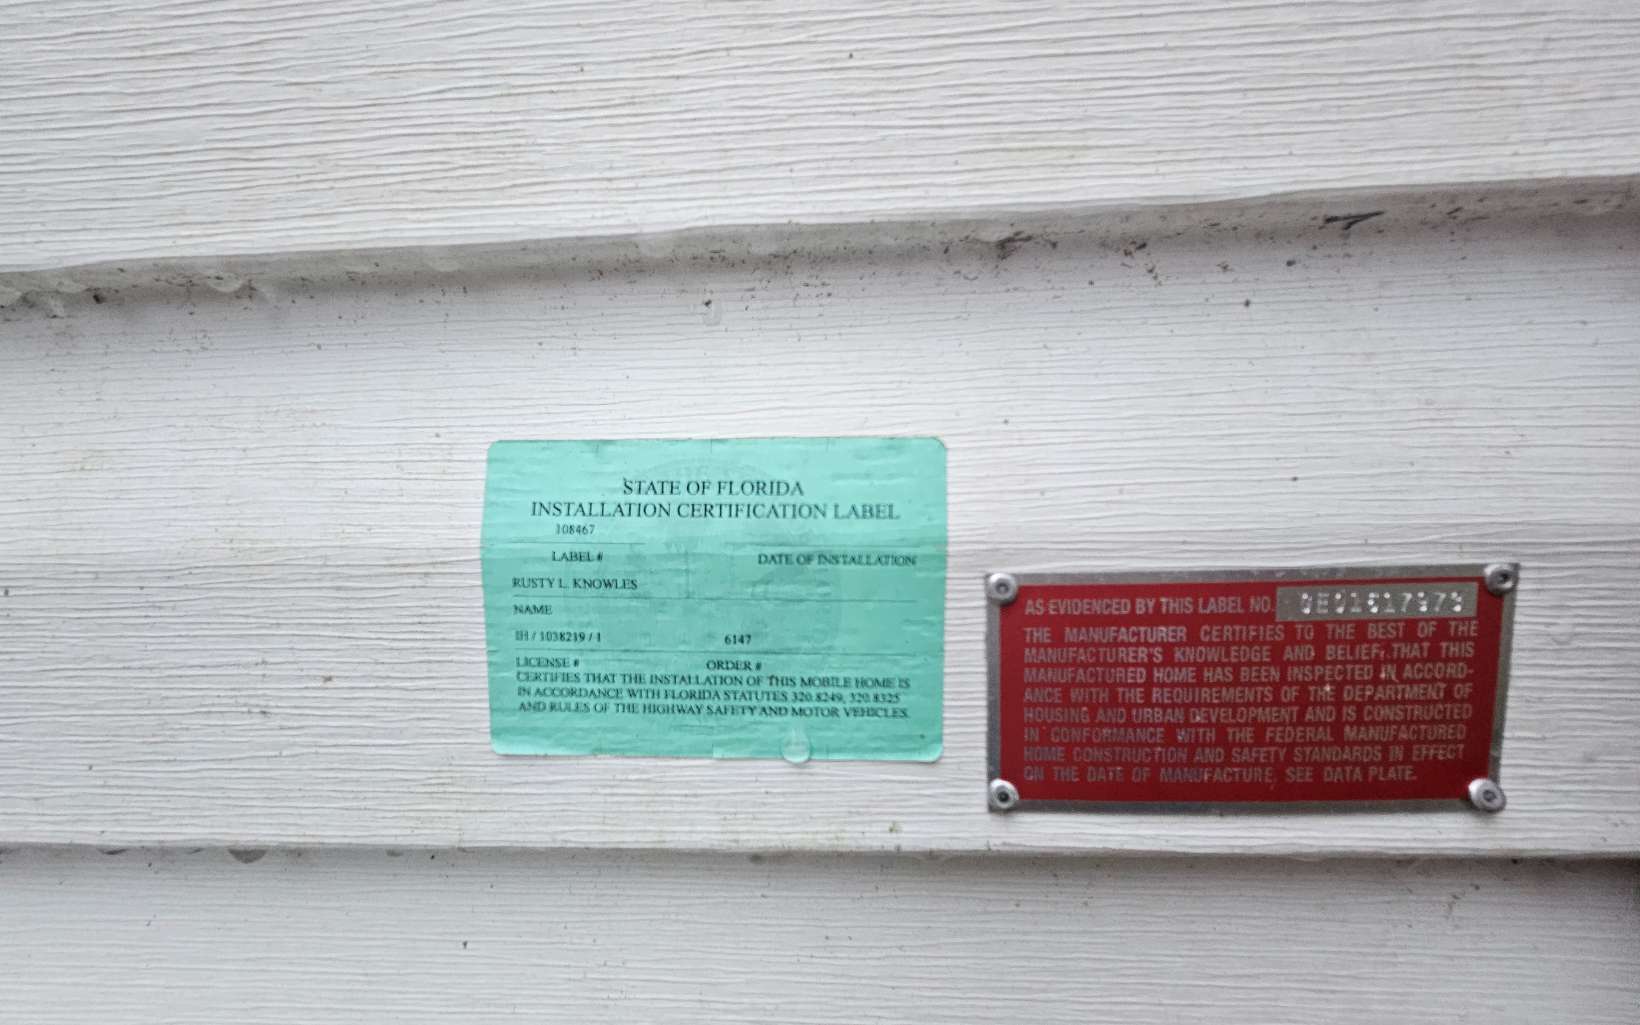 STATE OF FLORIDA
INSTALLATION CERTIFICATION LABEL
108467
LABEL # DATE OF INSTALLATION
RUSTY L. KNOWLES
NAME
IH / 1038219 / 1 6147
LICENSE # ORDER #
CERTIFIES THAT THE INSTALLATION OF THIS MOBILE HOME IS
IN ACCORDANCE WITH FLORIDA STATUTES 320.8249, 320.8325
AND RULES OF THE HIGHWAY SAFETY AND MOTOR VEHICLES.
AS EVIDENCED BY THIS LABEL NO.
THE MANUFACTURER CERTIFIES TO THE BEST OF THE
MANUFACTURER'S KNOWLEDGE AND BELIEF THAT THIS
MANUFACTURED HOME HAS BEEN INSPECTED IN ACCORD-
ANCE WITH THE REQUIREMENTS OF THE DEPARTMENT OF
HOUSING AND URBAN DEVELOPMENT AND IS CONSTRUCTED
IN CONFORMANCE WITH THE FEDERAL MANUFACTURED
HOME CONSTRUCTION AND SAFETY STANDARDS IN EFFECT
ON THE DATE OF MANUFACTURE. SEE DATA PLATE.